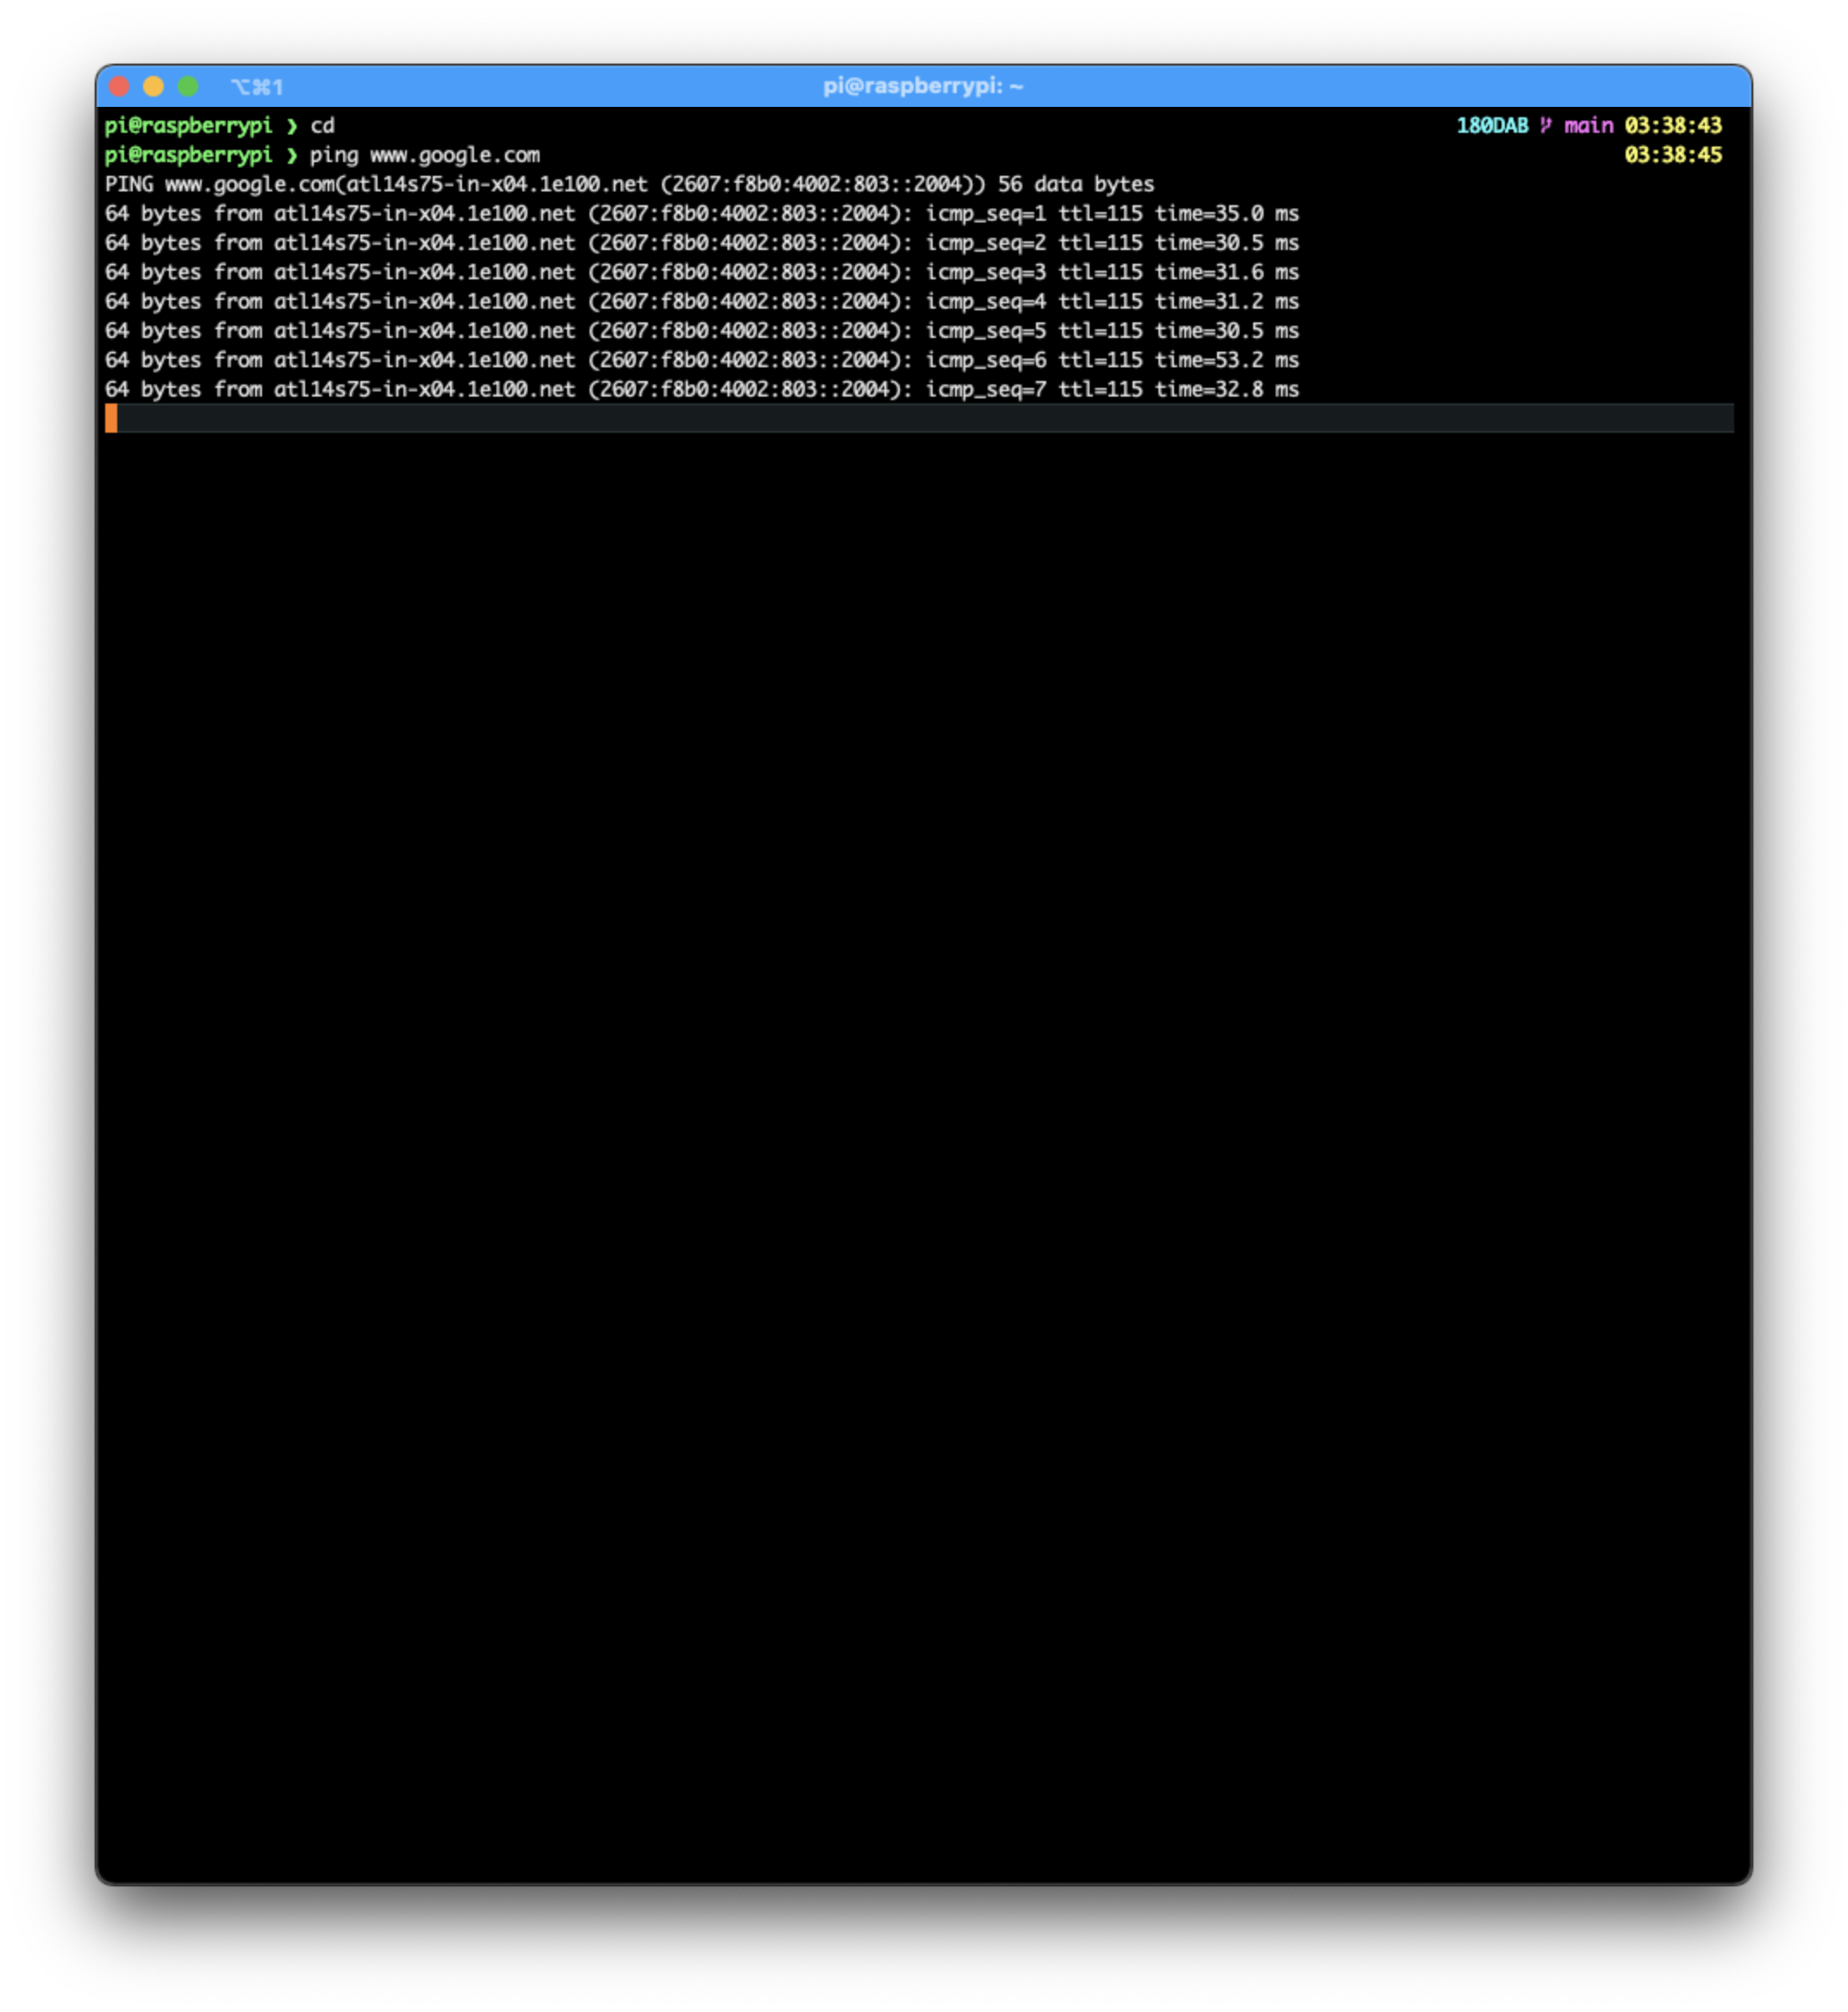 ⌥⌘1 pi@raspberrypi: ~
pi@raspberrypi ❯ cd 180DAB main 03:38:43
pi@raspberrypi ❯ ping www.google.com 03:38:45
PING www.google.com(atl14s75-in-x04.1e100.net (2607:f8b0:4002:803::2004)) 56 data bytes
64 bytes from atl14s75-in-x04.1e100.net (2607:f8b0:4002:803::2004): icmp_seq=1 ttl=115 time=35.0 ms
64 bytes from atl14s75-in-x04.1e100.net (2607:f8b0:4002:803::2004): icmp_seq=2 ttl=115 time=30.5 ms
64 bytes from atl14s75-in-x04.1e100.net (2607:f8b0:4002:803::2004): icmp_seq=3 ttl=115 time=31.6 ms
64 bytes from atl14s75-in-x04.1e100.net (2607:f8b0:4002:803::2004): icmp_seq=4 ttl=115 time=31.2 ms
64 bytes from atl14s75-in-x04.1e100.net (2607:f8b0:4002:803::2004): icmp_seq=5 ttl=115 time=30.5 ms
64 bytes from atl14s75-in-x04.1e100.net (2607:f8b0:4002:803::2004): icmp_seq=6 ttl=115 time=53.2 ms
64 bytes from atl14s75-in-x04.1e100.net (2607:f8b0:4002:803::2004): icmp_seq=7 ttl=115 time=32.8 ms